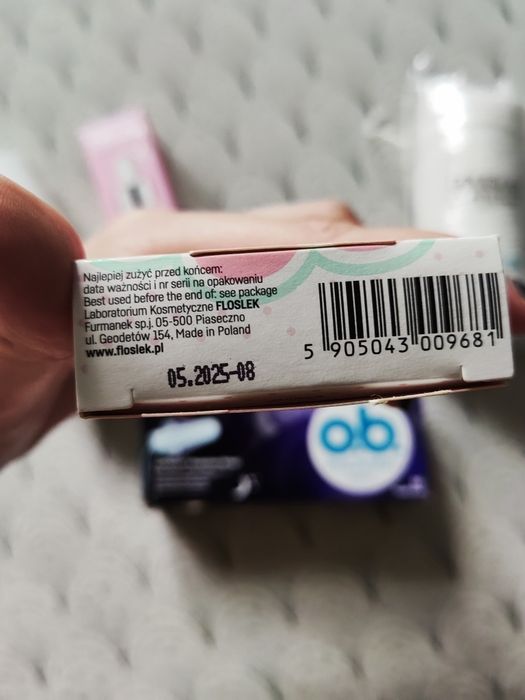 Najlepiej zużyć przed końcem:
data ważności i nr serii na opakowaniu
Best used before the end of: see package
Laboratorium Kosmetyczne FLOSLEK
Furmanek sp.j. 05-500 Piaseczno
ul. Geodetów 154, Made in Poland
www.floslek.pl
05.2025-08
5 905043 009681
o.b.